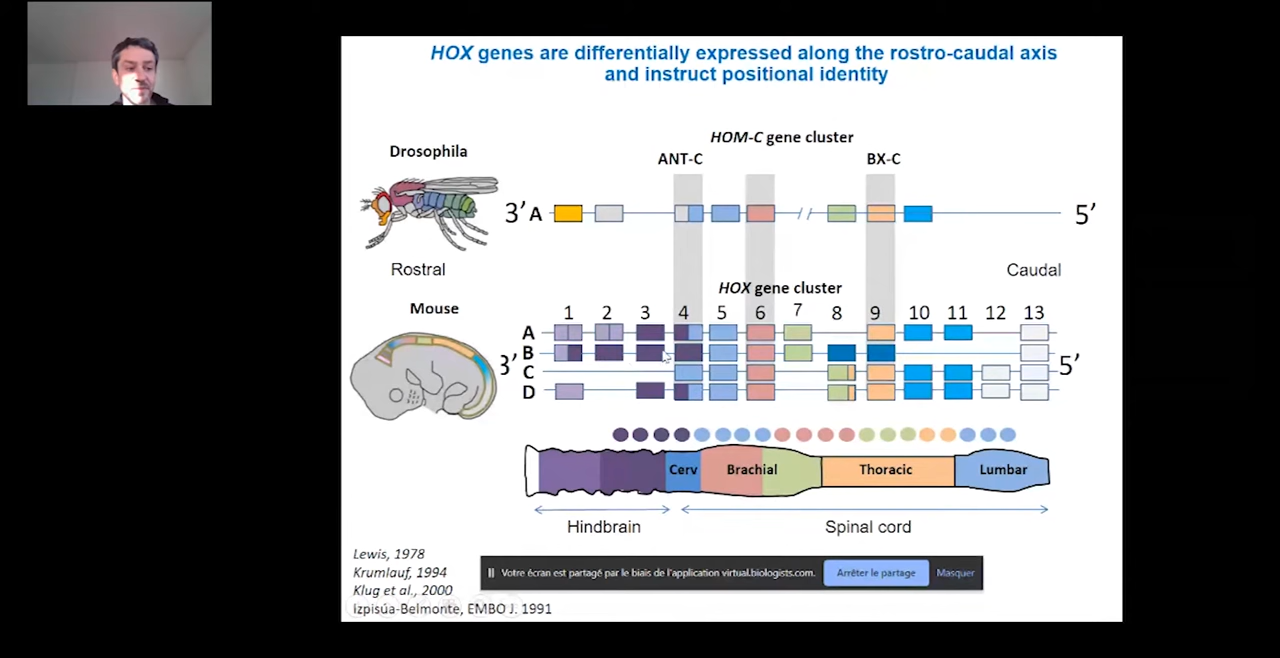 HOX genes are differentially expressed along the rostro-caudal axis
and instruct positional identity
HOM-C gene cluster
Drosophila
ANT-C
BX-C
3’
A
5’
Rostral
Caudal
HOX gene cluster
Mouse
1 2 3 4 5 6 7 8 9 10 11 12 13
A
B
3’
5’
C
D
Cerv
Brachial
Thoracic
Lumbar
Hindbrain
Spinal cord
Lewis, 1978
Krumlauf, 1994
Klug et al., 2000
Izpisúa-Belmonte, EMBO J. 1991
Votre écran est partagé par le biais de l'application virtual.biologists.com.
Arrêter le partage
Masquer